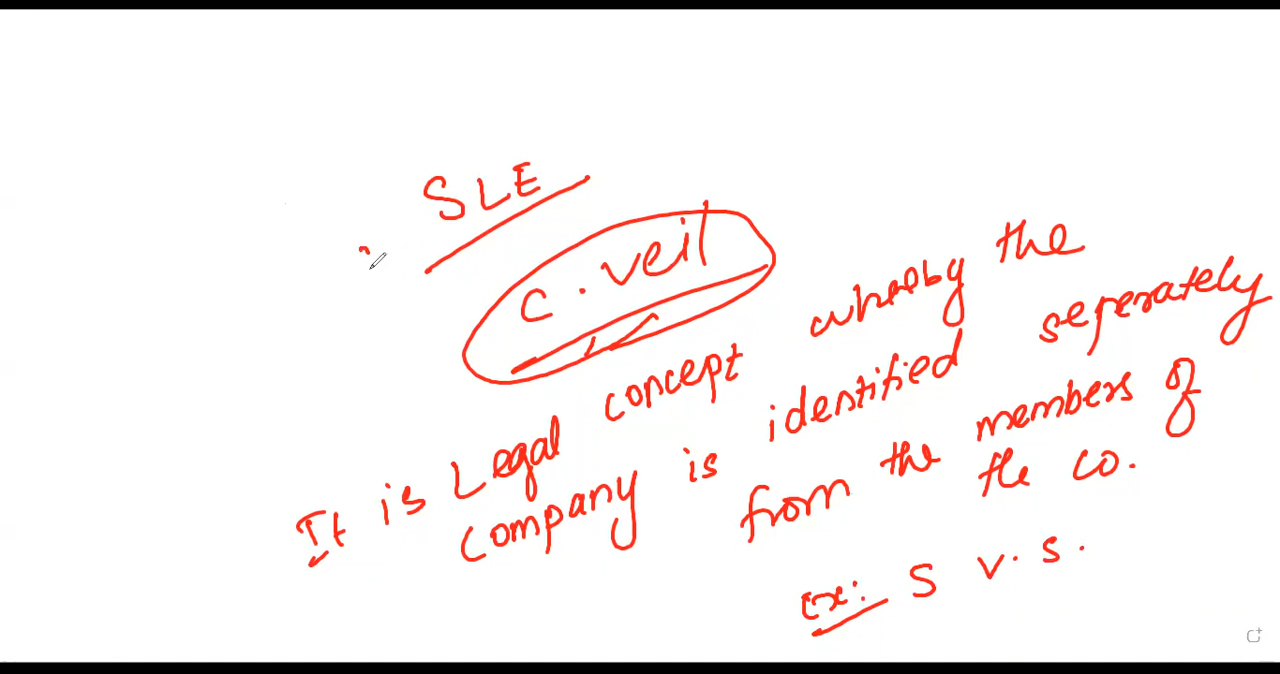 SLE
C. veil
It is Legal concept whereby the
company is identified seperately
from the members of
the co.
Ex: S v. S.